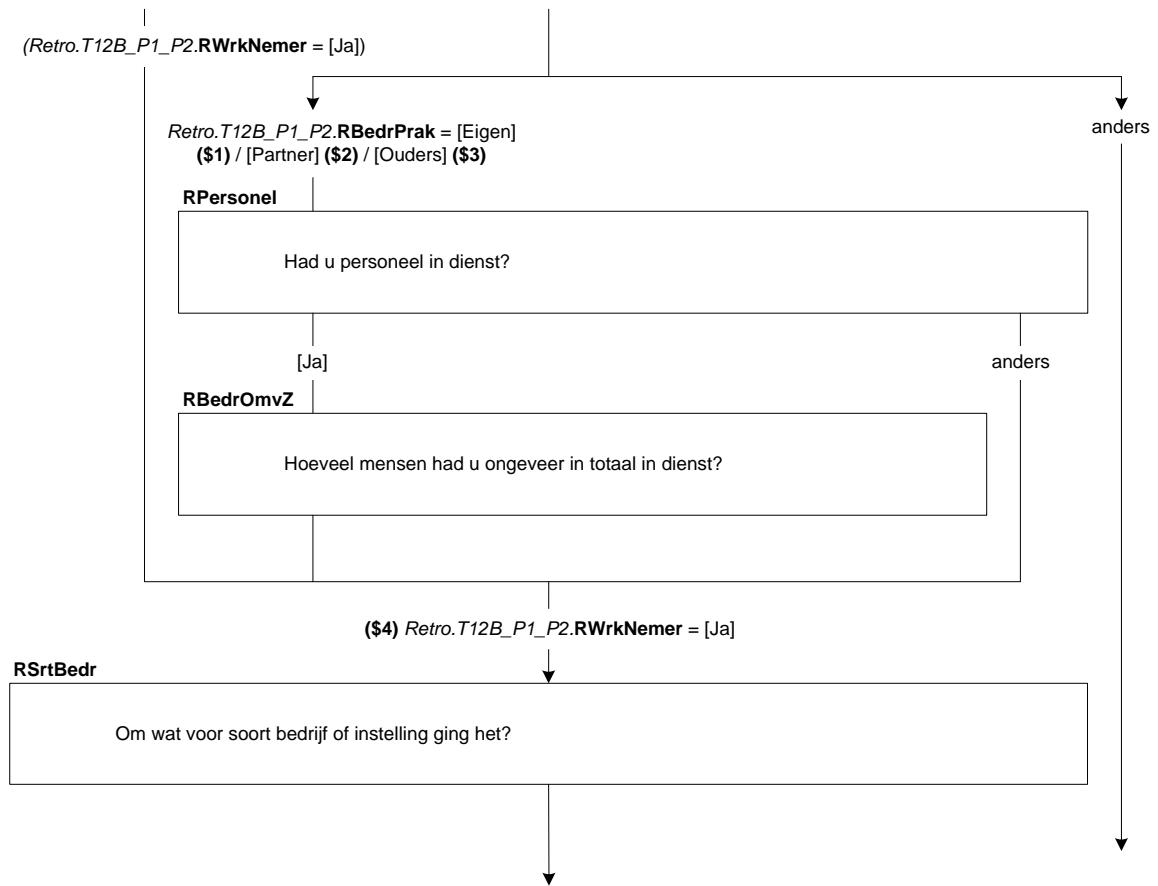 (Retro.T12B_P1_P2.RWrkNemer = [Ja])
Retro.T12B_P1_P2.RBedrPrak = [Eigen]
($1) / [Partner] ($2) / [Ouders] ($3)
anders
RPersonel
Had u personeel in dienst?
[Ja]
anders
RBedrOmvZ
Hoeveel mensen had u ongeveer in totaal in dienst?
($4) Retro.T12B_P1_P2.RWrkNemer = [Ja]
RSrtBedr
Om wat voor soort bedrijf of instelling ging het?